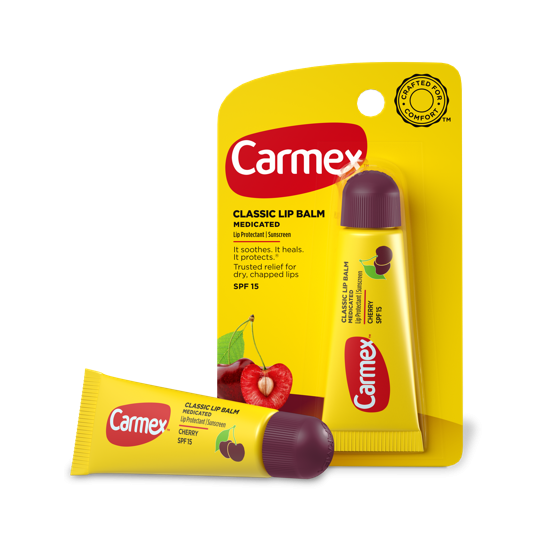 CRAFTED FOR
COMFORT
TM
Carmex
CLASSIC LIP BALM
MEDICATED
Lip Protectant | Sunscreen
It soothes. It heals.
It protects.®
Trusted relief for
dry, chapped lips
SPF 15
CLASSIC LIP BALM
MEDICATED
Lip Protectant | Sunscreen
CHERRY
SPF 15
Carmex
CLASSIC LIP BALM
MEDICATED
Lip Protectant | Sunscreen
Carmex
CHERRY
SPF 15